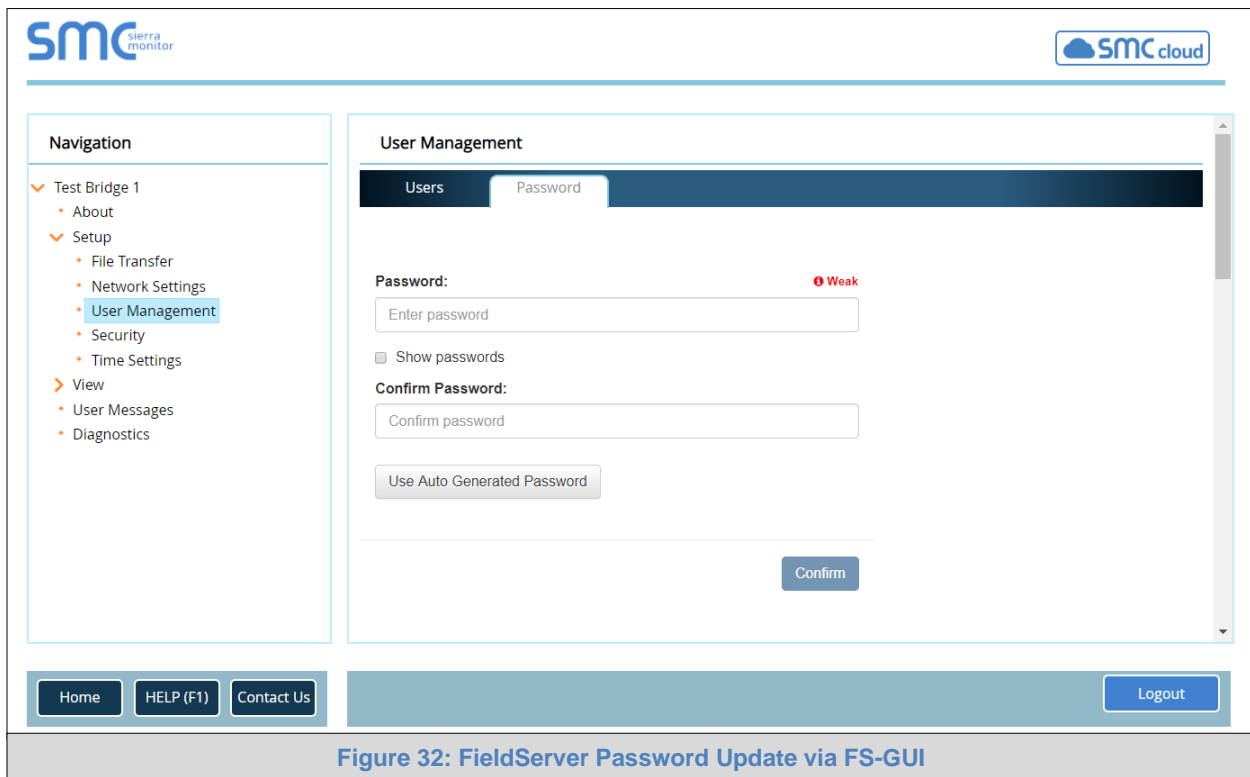 SMC sierra monitor
SMC cloud
Navigation
Test Bridge 1
About
Setup
File Transfer
Network Settings
User Management
Security
Time Settings
View
User Messages
Diagnostics
User Management
Users
Password
Password:
Weak
Enter password
Show passwords
Confirm Password:
Confirm password
Use Auto Generated Password
Confirm
Home
HELP (F1)
Contact Us
Logout
Figure 32: FieldServer Password Update via FS-GUI